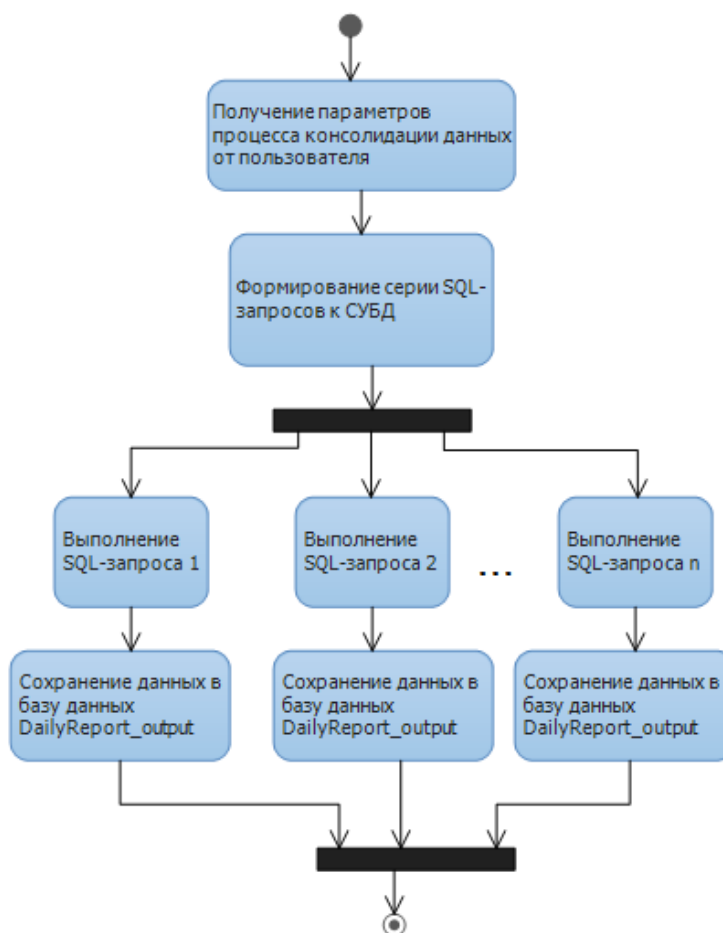 Получение параметров
процесса консолидации данных
от пользователя
Формирование серии SQL-
запросов к СУБД
Выполнение
SQL-запроса 1
Выполнение
SQL-запроса 2
...
Выполнение
SQL-запроса n
Сохранение данных в
базу данных
DailyReport_output
Сохранение данных в
базу данных
DailyReport_output
Сохранение данных в
базу данных
DailyReport_output